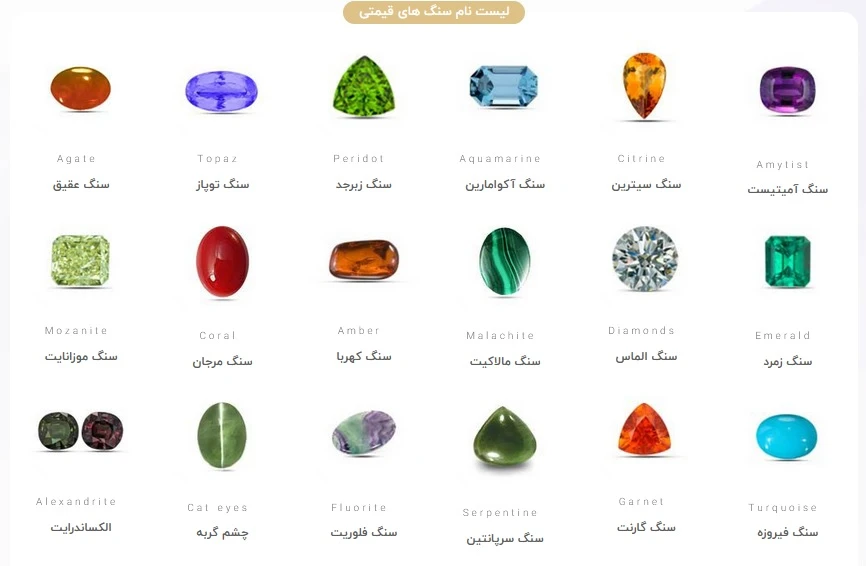 لیست نام سنگ های قیمتی
Amytist
سنگ آمیتیست
Citrine
سنگ سیترین
Aquamarine
سنگ آکوامارین
Peridot
سنگ زبرجد
Topaz
سنگ توپاز
Agate
سنگ عقیق
Emerald
سنگ زمرد
Diamonds
سنگ الماس
Malachite
سنگ مالاکیت
Amber
سنگ کهربا
Coral
سنگ مرجان
Mozanite
سنگ موزانایت
Turquoise
سنگ فیروزه
Garnet
سنگ گارنت
Serpentine
سنگ سرپانتین
Fluorite
سنگ فلوریت
Cat eyes
چشم گربه
Alexandrite
الکساندرایت